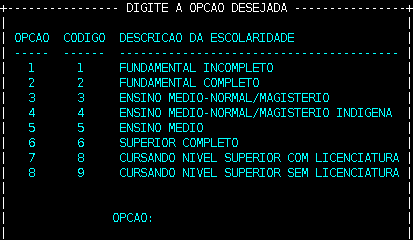 DIGITE A OPCAO DESEJADA
OPCAO CODIGO DESCRICAO DA ESCOLARIDADE
----- ------ --------------------------------------
1 1 FUNDAMENTAL INCOMPLETO
2 2 FUNDAMENTAL COMPLETO
3 3 ENSINO MEDIO-NORMAL/MAGISTERIO
4 4 ENSINO MEDIO-NORMAL/MAGISTERIO INDIGENA
5 5 ENSINO MEDIO
6 6 SUPERIOR COMPLETO
7 8 CURSANDO NIVEL SUPERIOR COM LICENCIATURA
8 9 CURSANDO NIVEL SUPERIOR SEM LICENCIATURA
OPCAO: